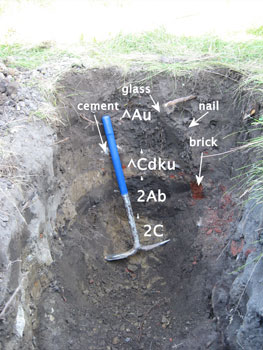 glass
cement
^Au
nail
brick
^Cdku
2Ab
2C